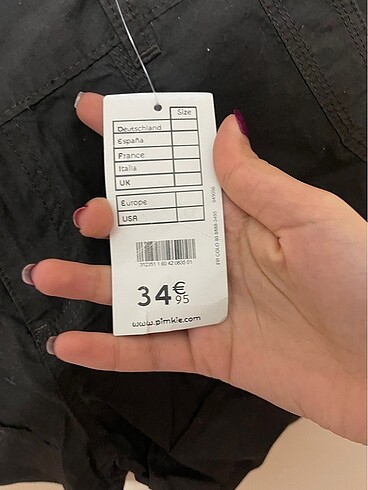 Size
Deutschland
España
France
Italia
UK
Europe
USA
34€95
www.pimkie.com